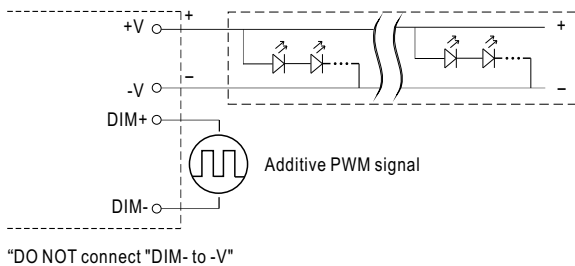 +V + +
-V − −
DIM+
Additive PWM signal
DIM-
“DO NOT connect "DIM- to -V"